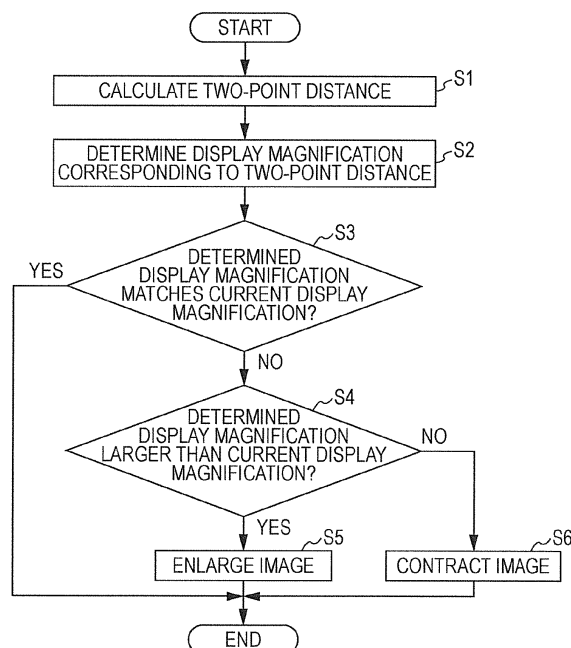 START
S1
CALCULATE TWO-POINT DISTANCE
S2
DETERMINE DISPLAY MAGNIFICATION
CORRESPONDING TO TWO-POINT DISTANCE
S3
YES
DETERMINED
DISPLAY MAGNIFICATION
MATCHES CURRENT DISPLAY
MAGNIFICATION?
NO
S4
DETERMINED
DISPLAY MAGNIFICATION
LARGER THAN CURRENT DISPLAY
MAGNIFICATION?
NO
YES
S5
ENLARGE IMAGE
S6
CONTRACT IMAGE
END